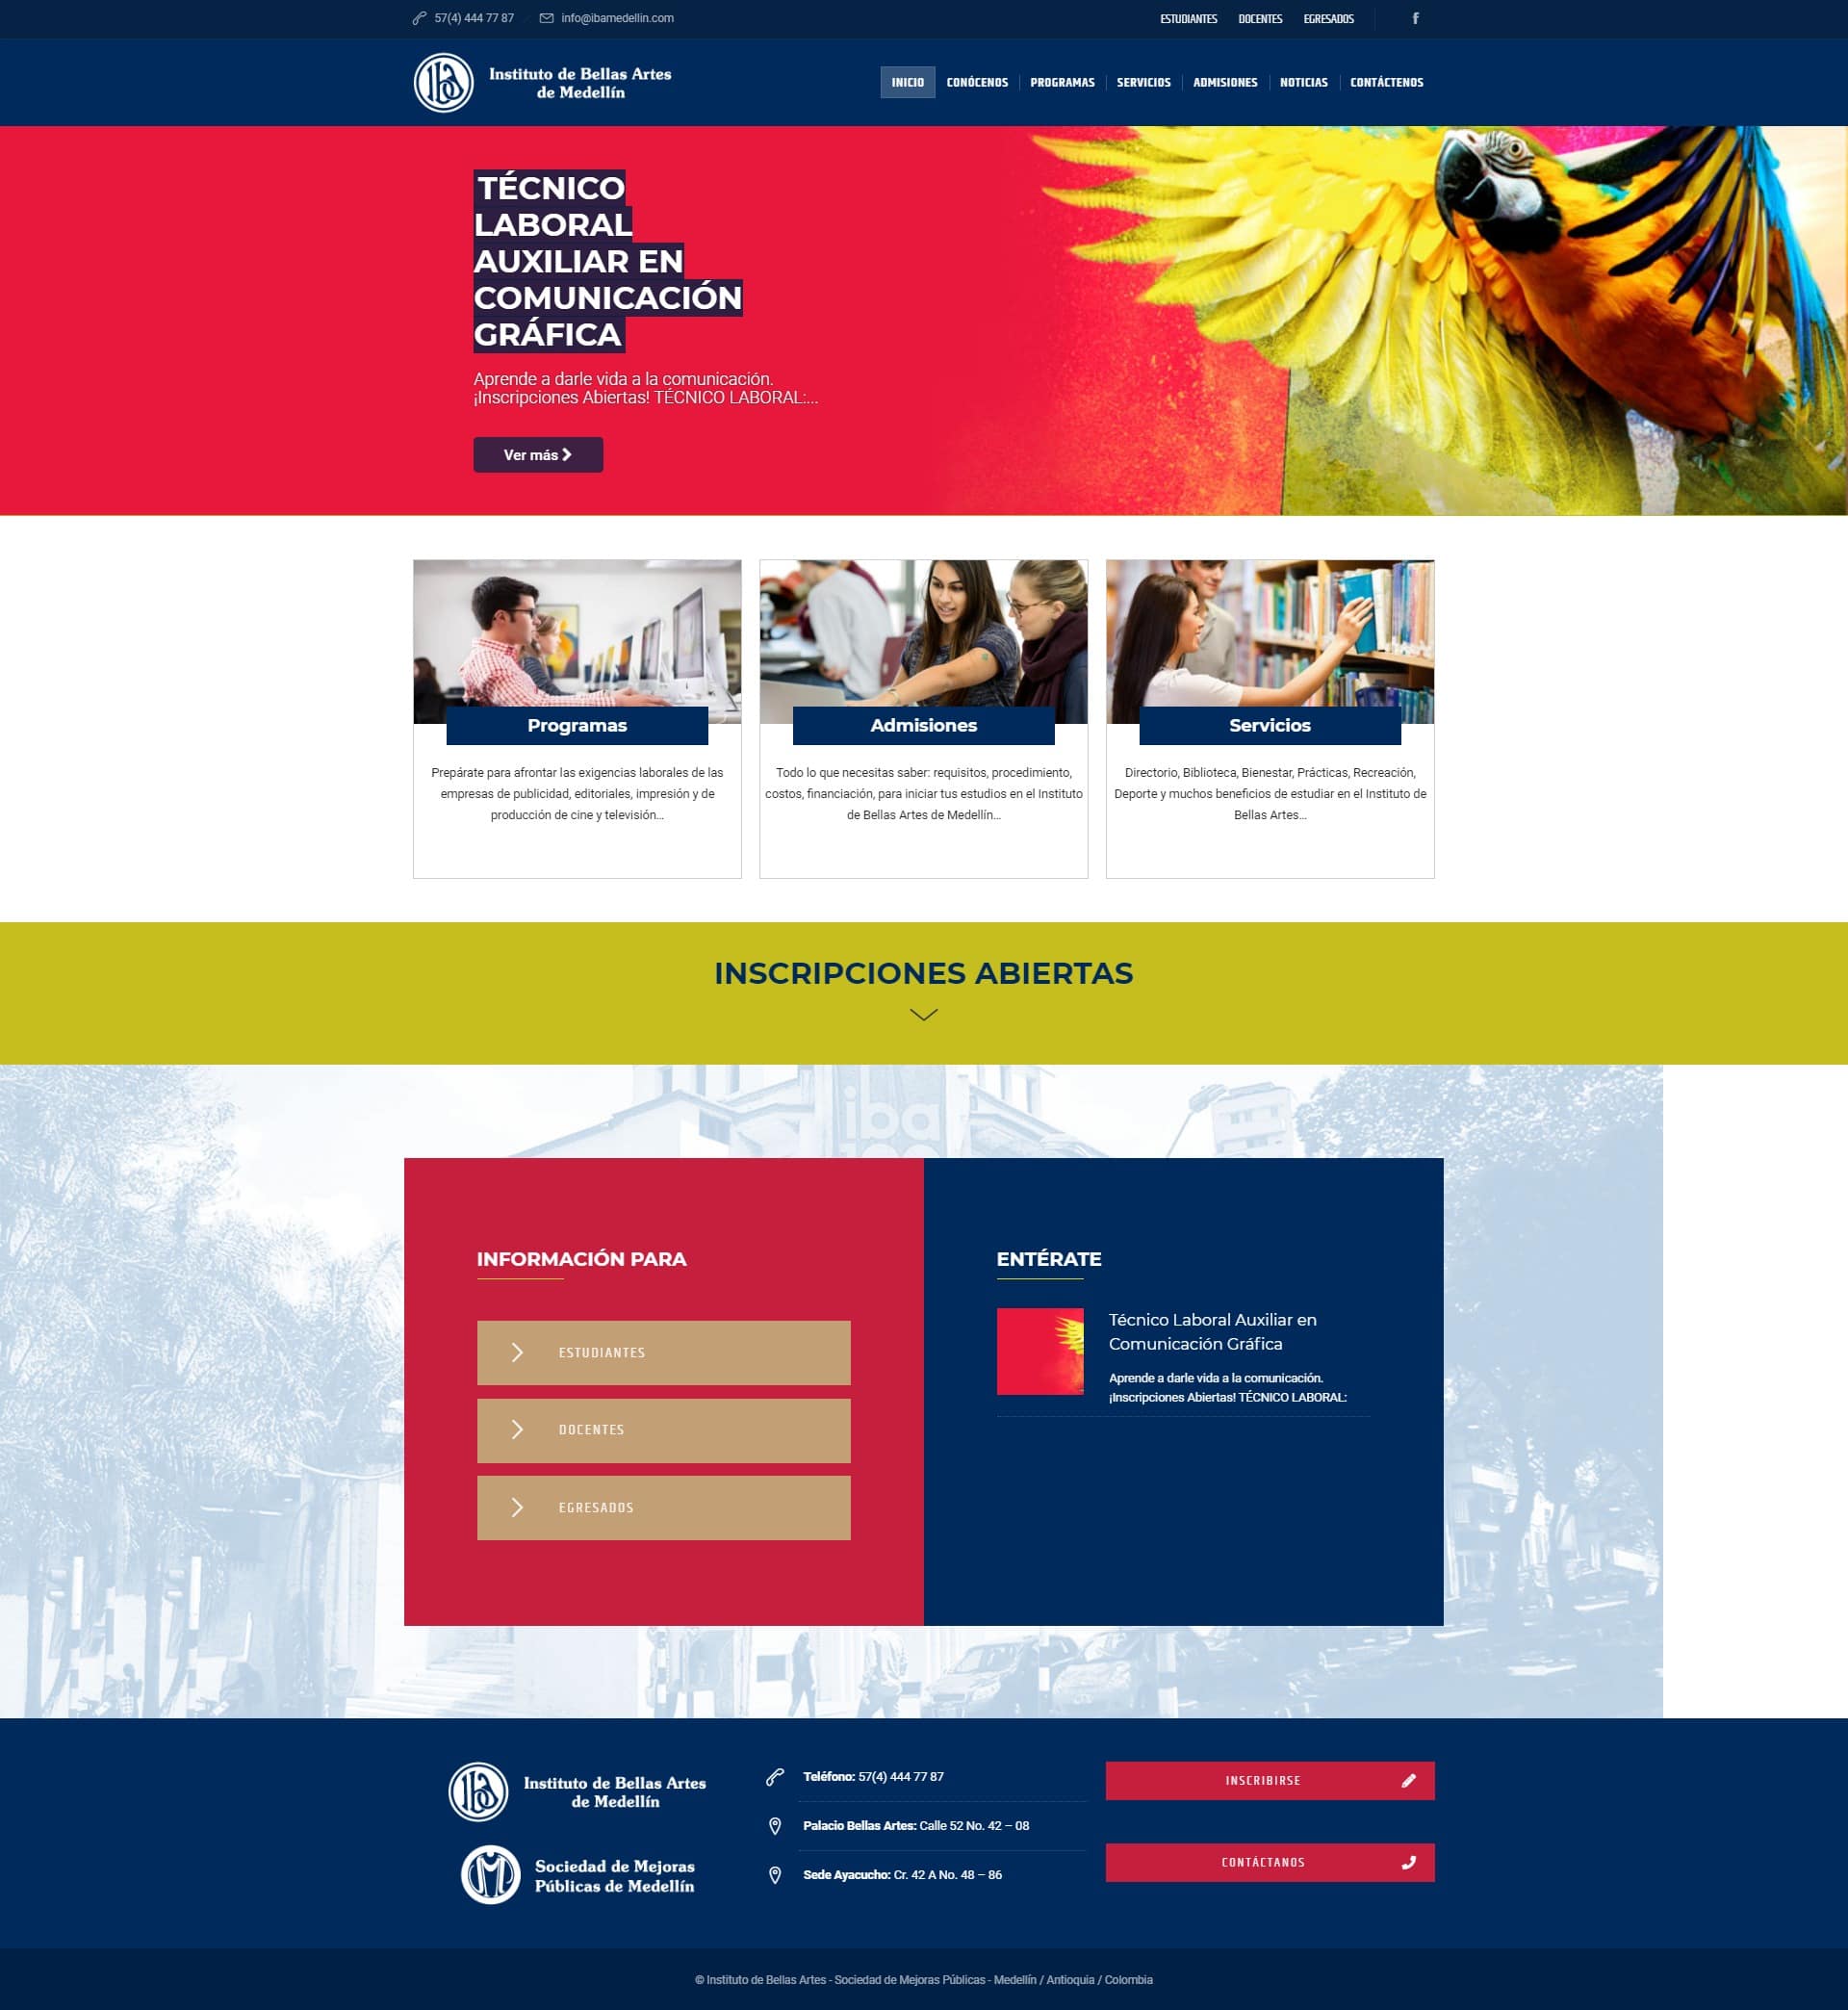 57(4) 444 77 87
info@ibamedellin.com
ESTUDIANTES
DOCENTES
EGRESADOS
Instituto de Bellas Artes
de Medellín
INICIO
CONÓCENOS
PROGRAMAS
SERVICIOS
ADMISIONES
NOTICIAS
CONTÁCTENOS
TÉCNICO
LABORAL
AUXILIAR EN
COMUNICACIÓN
GRÁFICA
Aprende a darle vida a la comunicación.
¡Inscripciones Abiertas! TÉCNICO LABORAL:...
Ver más
Programas
Prepárate para afrontar las exigencias laborales de las
empresas de publicidad, editoriales, impresión y de
producción de cine y televisión...
Admisiones
Todo lo que necesitas saber: requisitos, procedimiento,
costos, financiación, para iniciar tus estudios en el Instituto
de Bellas Artes de Medellín...
Servicios
Directorio, Biblioteca, Bienestar, Prácticas, Recreación,
Deporte y muchos beneficios de estudiar en el Instituto de
Bellas Artes...
INSCRIPCIONES ABIERTAS
iba
INFORMACIÓN PARA
ESTUDIANTES
DOCENTES
EGRESADOS
ENTÉRATE
Técnico Laboral Auxiliar en
Comunicación Gráfica
Aprende a darle vida a la comunicación.
¡Inscripciones Abiertas! TÉCNICO LABORAL:
Instituto de Bellas Artes
de Medellín
Sociedad de Mejoras
Públicas de Medellín
Teléfono: 57(4) 444 77 87
Palacio Bellas Artes: Calle 52 No. 42 – 08
Sede Ayacucho: Cr. 42 A No. 48 – 86
INSCRIBIRSE
CONTÁCTANOS
© Instituto de Bellas Artes - Sociedad de Mejoras Públicas - Medellín / Antioquia / Colombia